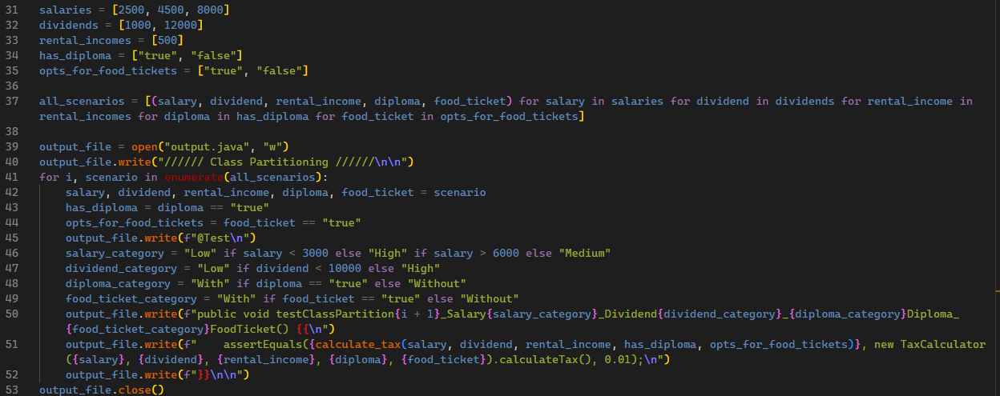 31 salaries = [2500, 4500, 8000]
32 dividends = [1000, 12000]
33 rental_incomes = [500]
34 has_diploma = ["true", "false"]
35 opts_for_food_tickets = ["true", "false"]
36
37 all_scenarios = [(salary, dividend, rental_income, diploma, food_ticket) for salary in salaries for dividend in dividends for rental_income in
rental_incomes for diploma in has_diploma for food_ticket in opts_for_food_tickets]
38
39 output_file = open("output.java", "w")
40 output_file.write("////// Class Partitioning //////\n\n")
41 for i, scenario in enumerate(all_scenarios):
42     salary, dividend, rental_income, diploma, food_ticket = scenario
43     has_diploma = diploma == "true"
44     opts_for_food_tickets = food_ticket == "true"
45     output_file.write(f"@Test\n")
46     salary_category = "Low" if salary < 3000 else "High" if salary > 6000 else "Medium"
47     dividend_category = "Low" if dividend < 10000 else "High"
48     diploma_category = "With" if diploma == "true" else "Without"
49     food_ticket_category = "With" if food_ticket == "true" else "Without"
50     output_file.write(f"public void testClassPartition{i + 1}_Salary{salary_category}_Dividend{dividend_category}_{diploma_category}Diploma_
{food_ticket_category}FoodTicket() {{\n")
51     output_file.write(f"    assertEquals({calculate_tax(salary, dividend, rental_income, has_diploma, opts_for_food_tickets)}, new TaxCalculator
({salary}, {dividend}, {rental_income}, {diploma}, {food_ticket}).calculateTax(), 0.01);\n")
52     output_file.write(f"}}\n\n")
53 output_file.close()